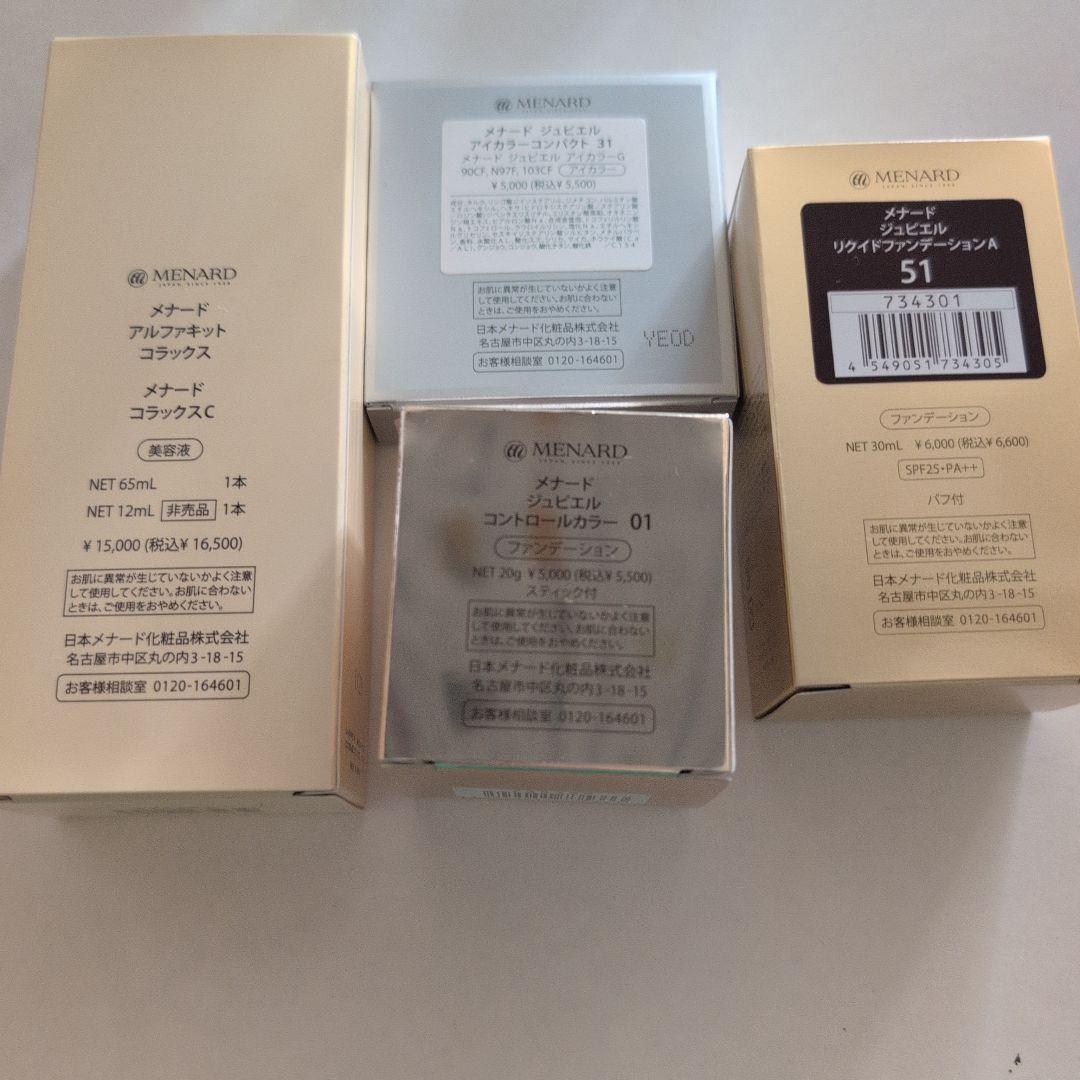 MENARD
JAPAN, SINCE 1959
メナード
アルファキット
コラックス
メナード
コラックスC
美容液
NET 65mL 1本
NET 12mL 非売品 1本
¥15,000 (税込¥16,500)
お肌に異常が生じていないかよく注意
して使用してください。お肌に合わない
ときは、ご使用をおやめください。
日本メナード化粧品株式会社
名古屋市中区丸の内3-18-15
お客様相談室 0120-164601
MENARD
メナード ジュピエル
アイカラーコンパクト 31
メナード ジュピエル アイカラーG
90CF, N97F, 103CF アイカラー
¥5,000 (税込¥5,500)
お肌に異常が生じていないかよく注意
して使用してください。お肌に合わない
ときは、ご使用をおやめください。
日本メナード化粧品株式会社
名古屋市中区丸の内3-18-15
お客様相談室 0120-164601
YEOD
MENARD
JAPAN, SINCE 1959
メナード
ジュピエル
コントロールカラー 01
ファンデーション
NET 20g ¥5,000 (税込¥5,500)
スティック付
お肌に異常が生じていないかよく注意
して使用してください。お肌に合わない
ときは、ご使用をおやめください。
日本メナード化粧品株式会社
名古屋市中区丸の内3-18-15
お客様相談室 0120-164601
MENARD
JAPAN, SINCE 1959
メナード
ジュピエル
リクイドファンデーションA
51
734301
4 549051 734305
ファンデーション
NET 30mL ¥6,000 (税込¥6,600)
SPF25・PA++
パフ付
お肌に異常が生じていないかよく注意
して使用してください。お肌に合わない
ときは、ご使用をおやめください。
日本メナード化粧品株式会社
名古屋市中区丸の内3-18-15
お客様相談室 0120-164601